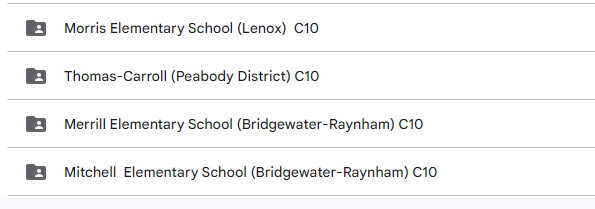 Morris Elementary School (Lenox)  C10
Thomas-Carroll (Peabody District) C10
Merrill Elementary School (Bridgewater-Raynham) C10
Mitchell  Elementary School (Bridgewater-Raynham) C10